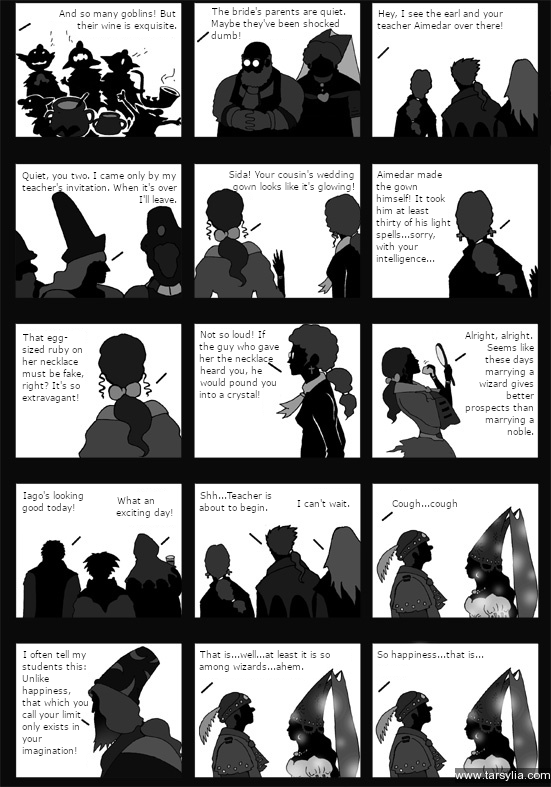 And so many goblins! But
their wine is exquisite.
The bride's parents are quiet.
Maybe they've been shocked
dumb!
Hey, I see the earl and your
teacher Aimedar over there!
Quiet, you two. I came only by my
teacher's invitation. When it's over
I'll leave.
Sida! Your cousin's wedding
gown looks like it's glowing!
Aimedar made
the gown
himself! It took
him at least
thirty of his light
spells...sorry,
with your
intelligence...
That egg-
sized ruby on
her necklace
must be fake,
right? It's so
extravagant!
Not so loud! If
the guy who gave
her the necklace
heard you, he
would pound you
into a crystal!
Alright, alright.
Seems like
these days
marrying a
wizard gives
better
prospects than
marrying a
noble.
Iago's looking
good today!
What an
exciting day!
Shh...Teacher is
about to begin.
I can't wait.
Cough...cough
I often tell my
students this:
Unlike
happiness,
that which you
call your limit
only exists in
your
imagination!
That is...well...at least it is so
among wizards...ahem.
So happiness...that is...
www.tarsylia.com